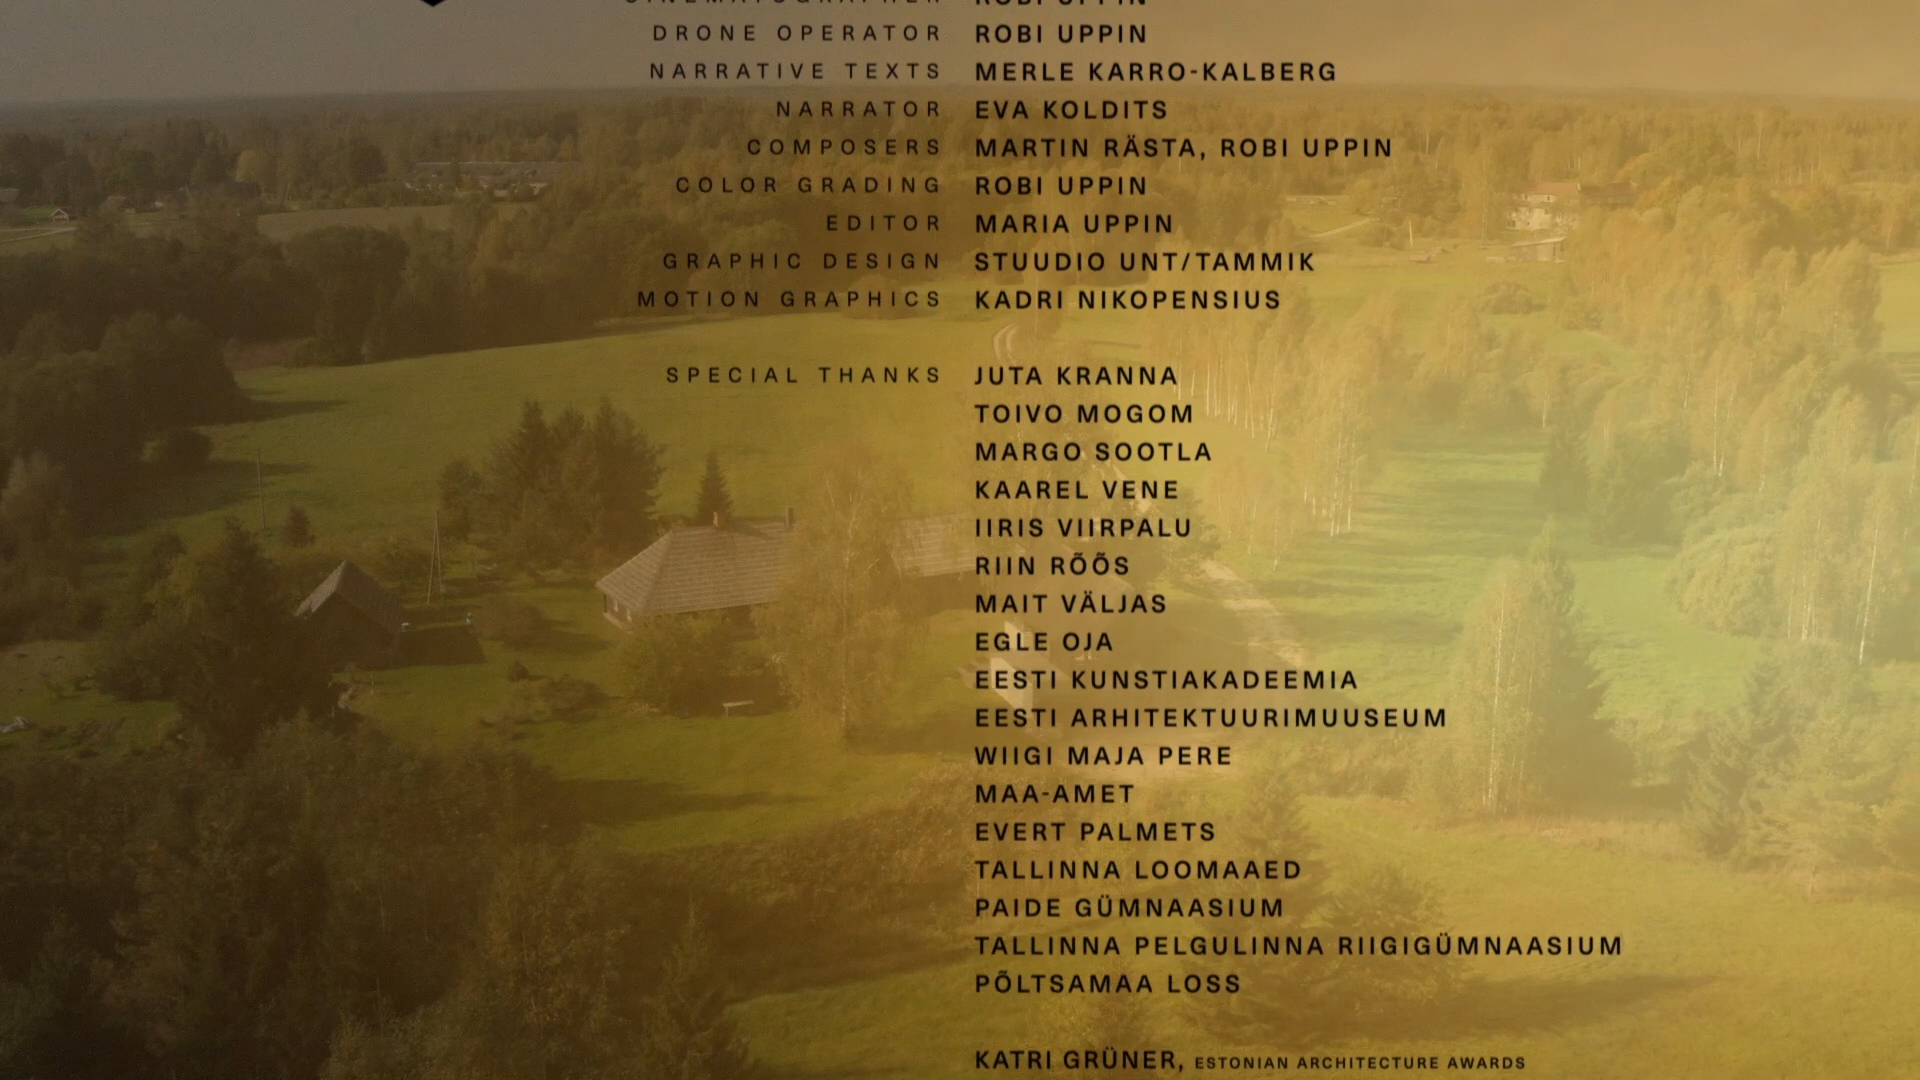 CINEMATOGRAPHER ROBI UPPIN
DRONE OPERATOR ROBI UPPIN
NARRATIVE TEXTS MERLE KARRO-KALBERG
NARRATOR EVA KOLDITS
COMPOSERS MARTIN RÄSTA, ROBI UPPIN
COLOR GRADING ROBI UPPIN
EDITOR MARIA UPPIN
GRAPHIC DESIGN STUUDIO UNT/TAMMIK
MOTION GRAPHICS KADRI NIKOPENSIUS
SPECIAL THANKS JUTA KRANNA
TOIVO MOGOM
MARGO SOOTLA
KAAREL VENE
IIRIS VIIRPALU
RIIN RÕÕS
MAIT VÄLJAS
EGLE OJA
EESTI KUNSTIAKADEEMIA
EESTI ARHITEKTUURIMUUSEUM
WIIGI MAJA PERE
MAA-AMET
EVERT PALMETS
TALLINNA LOOMAAED
PAIDE GÜMNAASIUM
TALLINNA PELGULINNA RIIGIGÜMNAASIUM
PÕLTSAMAA LOSS
KATRI GRÜNER, ESTONIAN ARCHITECTURE AWARDS